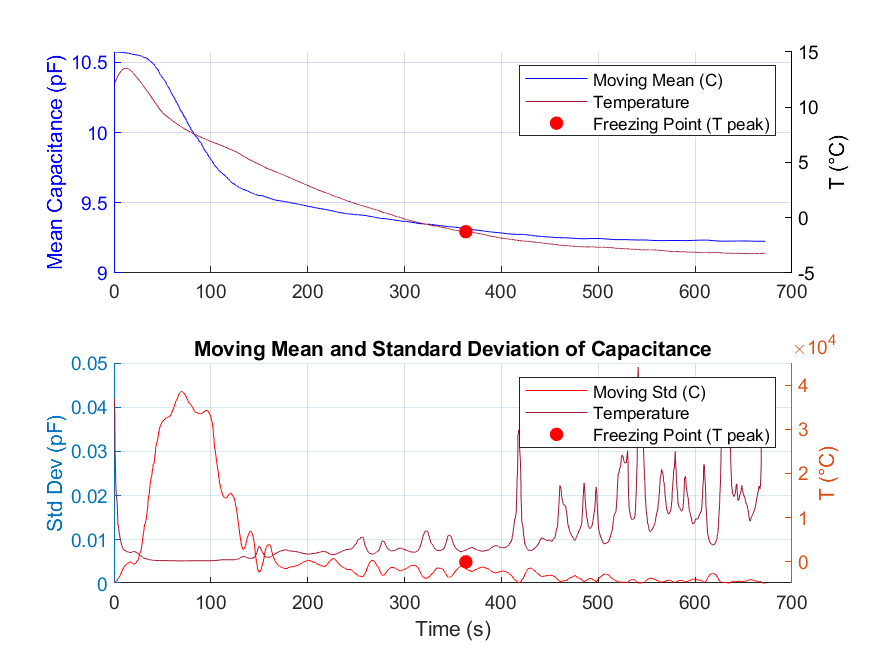 Mean Capacitance (pF)
10.5
10
9.5
9
15
10
5
0
-5
T (°C)
Moving Mean (C)
Temperature
Freezing Point (T peak)
0 100 200 300 400 500 600 700
Moving Mean and Standard Deviation of Capacitance
×10⁴
Std Dev (pF)
0.05
0.04
0.03
0.02
0.01
0
4
3
2
1
0
T (°C)
Moving Std (C)
Temperature
Freezing Point (T peak)
0 100 200 300 400 500 600 700
Time (s)